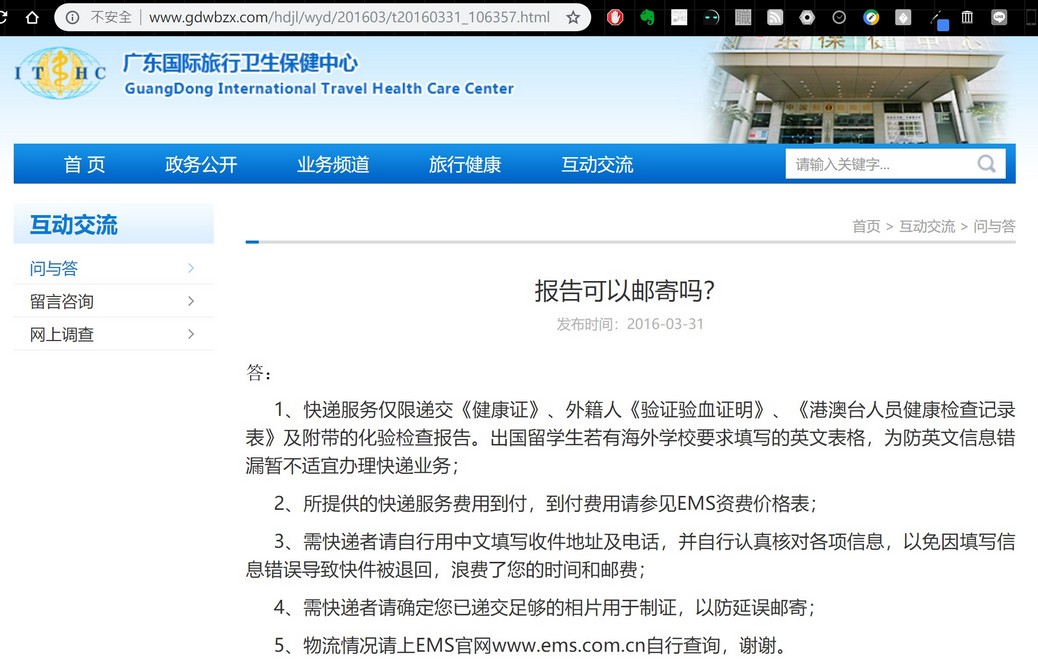 不安全 www.gdwbzx.com/hdjl/wyd/201603/t20160331_106357.html
ITHC
广东国际旅行卫生保健中心
GuangDong International Travel Health Care Center
首 页 政务公开 业务频道 旅行健康 互动交流 请输入关键字...
互动交流
首页 > 互动交流 > 问与答
问与答
留言咨询
网上调查
报告可以邮寄吗？
发布时间：2016-03-31
答：
1、快递服务仅限递交《健康证》、外籍人《验证验血证明》、《港澳台人员健康检查记录
表》及附带的化验检查报告。出国留学生若有海外学校要求填写的英文表格，为防英文信息错
漏暂不适宜办理快递业务；
2、所提供的快递服务费用到付，到付费用请参见EMS资费价格表；
3、需快递者请自行用中文填写收件地址及电话，并自行认真核对各项信息，以免因填写信
息错误导致快件被退回，浪费了您的时间和邮费；
4、需快递者请确定您已递交足够的相片用于制证，以防延误邮寄；
5、物流情况请上EMS官网www.ems.com.cn自行查询，谢谢。